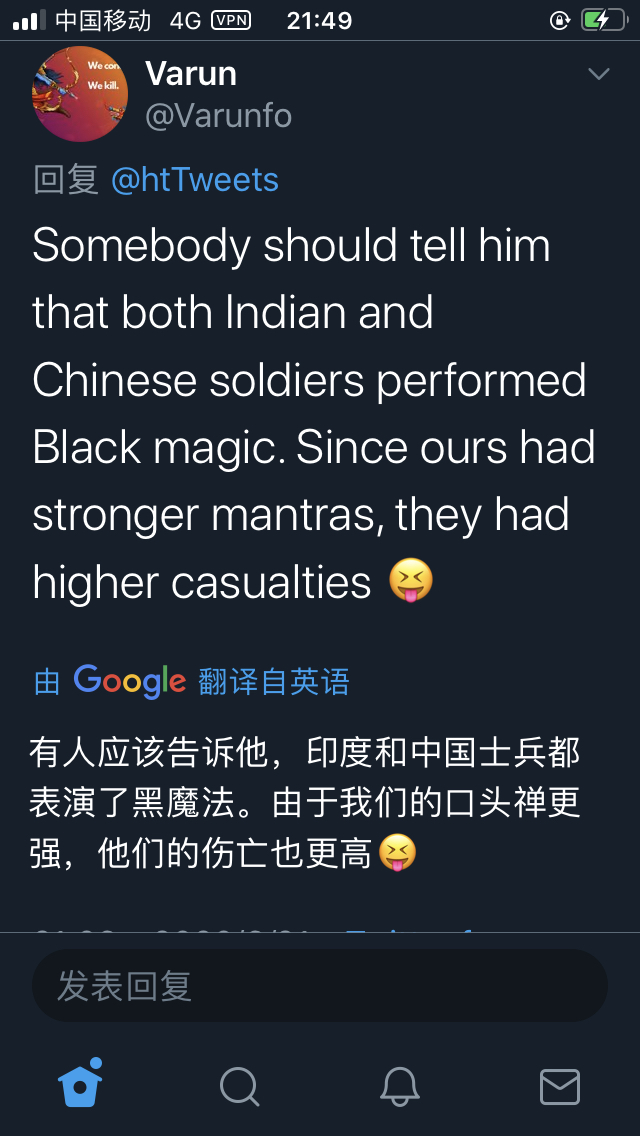 中国移动 4G VPN 21:49
We con
We kill.
Varun
@Varunfo
回复 @htTweets
Somebody should tell him
that both Indian and
Chinese soldiers performed
Black magic. Since ours had
stronger mantras, they had
higher casualties 😝
由 Google 翻译自英语
有人应该告诉他，印度和中国士兵都
表演了黑魔法。由于我们的口头禅更
强，他们的伤亡也更高😝
发表回复